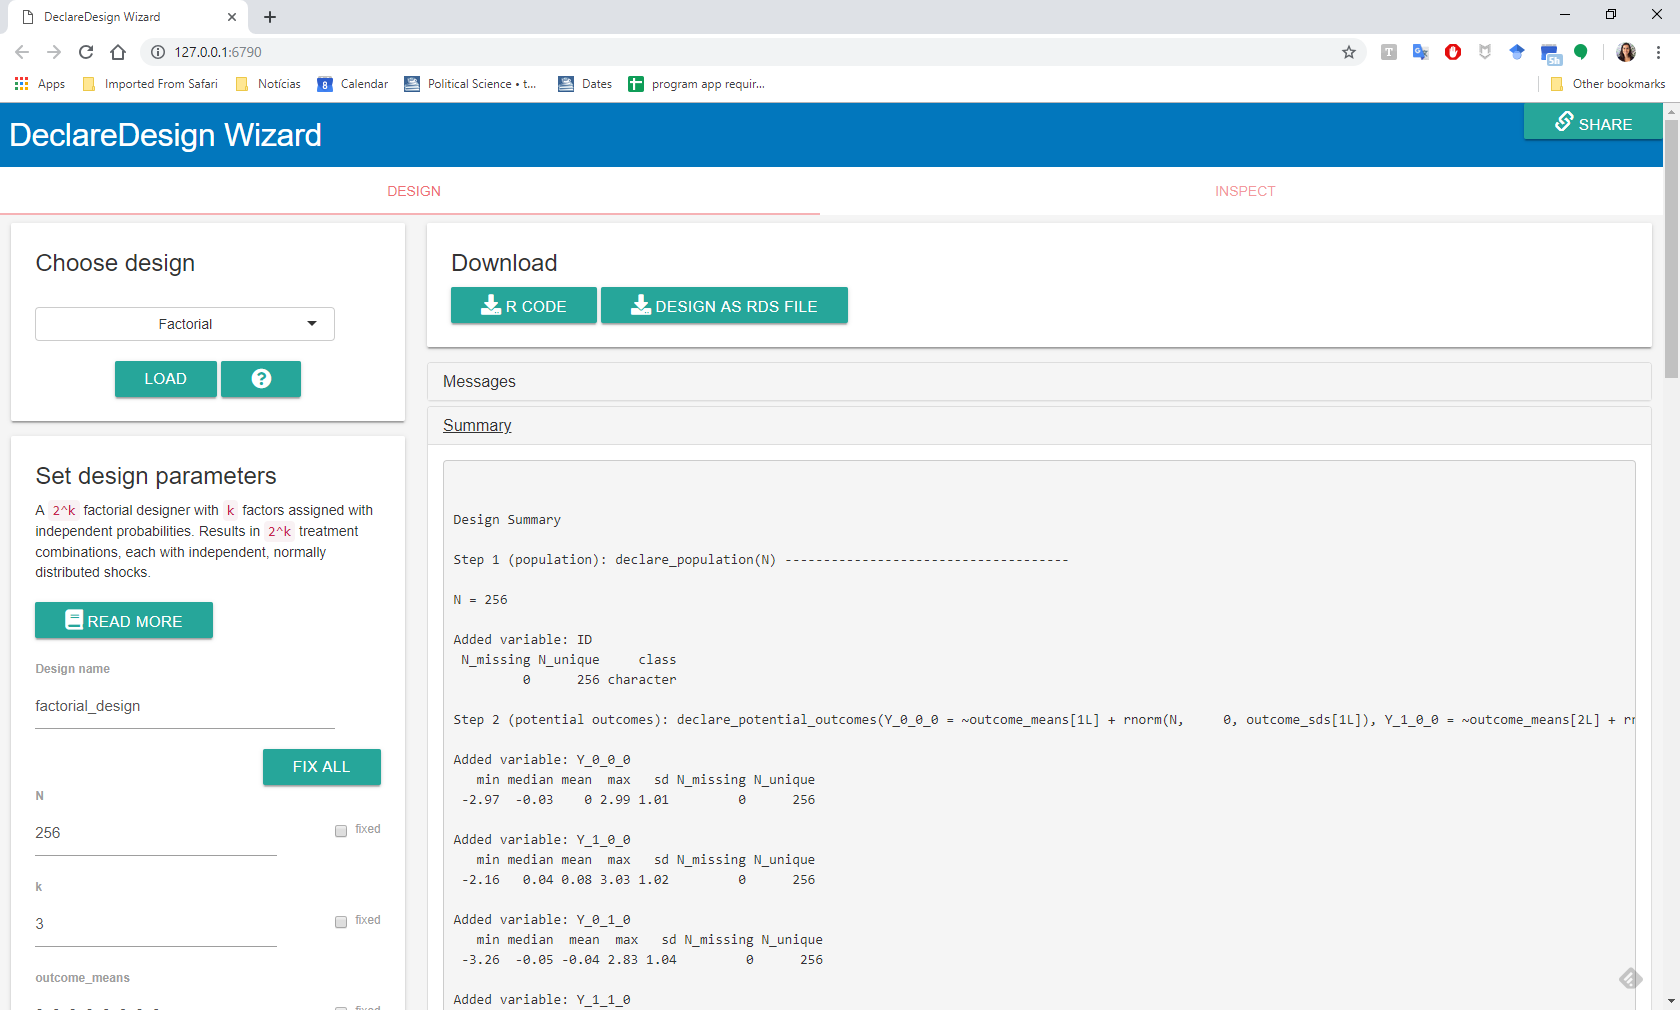 DeclareDesign Wizard
127.0.0.1:6790
Apps
Imported From Safari
Notícias
8
Calendar
Political Science • t...
Dates
program app requir...
Other bookmarks
DeclareDesign Wizard
SHARE
DESIGN
INSPECT
Choose design
Factorial
LOAD
?
Set design parameters
A 2^k factorial designer with k factors assigned with
independent probabilities. Results in 2^k treatment
combinations, each with independent, normally
distributed shocks.
READ MORE
Design name
factorial_design
FIX ALL
N
256
fixed
k
3
fixed
outcome_means
fixed
Download
R CODE
DESIGN AS RDS FILE
Messages
Summary
Design Summary
Step 1 (population): declare_population(N) -------------------------------------
N = 256
Added variable: ID
N_missing N_unique class
0 256 character
Step 2 (potential outcomes): declare_potential_outcomes(Y_0_0_0 = ~outcome_means[1L] + rnorm(N, 0, outcome_sds[1L]), Y_1_0_0 = ~outcome_means[2L] + rn
Added variable: Y_0_0_0
min median mean max sd N_missing N_unique
-2.97 -0.03 0 2.99 1.01 0 256
Added variable: Y_1_0_0
min median mean max sd N_missing N_unique
-2.16 0.04 0.08 3.03 1.02 0 256
Added variable: Y_0_1_0
min median mean max sd N_missing N_unique
-3.26 -0.05 -0.04 2.83 1.04 0 256
Added variable: Y_1_1_0